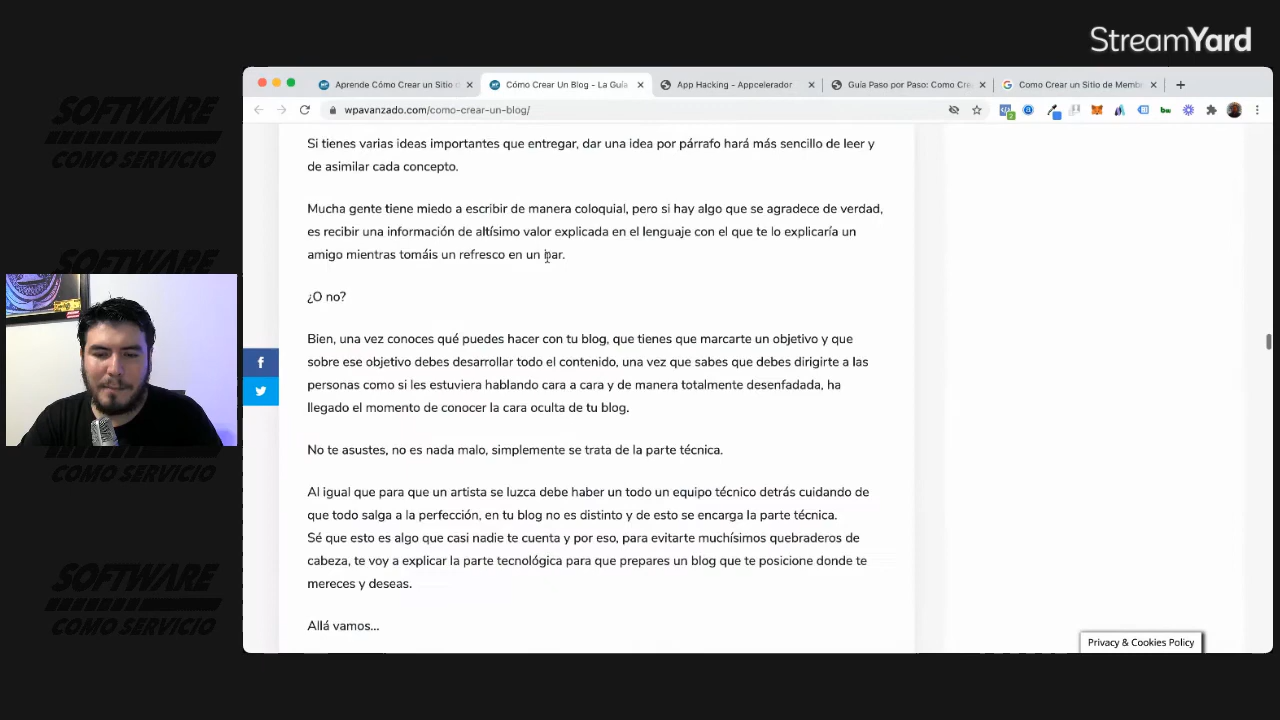 StreamYard
SOFTWARE
COMO SERVICIO
SOFTWARE
COMO SERVICIO
SOFTWARE
COMO SERVICIO
Aprende Cómo Crear un Sitio
Cómo Crear Un Blog - La Guía
App Hacking - Appcelerador
Guía Paso por Paso: Como Cre
Como Crear un Sitio de Memb
wpavanzado.com/como-crear-un-blog/
Si tienes varias ideas importantes que entregar, dar una idea por párrafo hará más sencillo de leer y
de asimilar cada concepto.
Mucha gente tiene miedo a escribir de manera coloquial, pero si hay algo que se agradece de verdad,
es recibir una información de altísimo valor explicada en el lenguaje con el que te lo explicaría un
amigo mientras tomáis un refresco en un bar.
¿O no?
Bien, una vez conoces qué puedes hacer con tu blog, que tienes que marcarte un objetivo y que
sobre ese objetivo debes desarrollar todo el contenido, una vez que sabes que debes dirigirte a las
personas como si les estuviera hablando cara a cara y de manera totalmente desenfadada, ha
llegado el momento de conocer la cara oculta de tu blog.
No te asustes, no es nada malo, simplemente se trata de la parte técnica.
Al igual que para que un artista se luzca debe haber un todo un equipo técnico detrás cuidando de
que todo salga a la perfección, en tu blog no es distinto y de esto se encarga la parte técnica.
Sé que esto es algo que casi nadie te cuenta y por eso, para evitarte muchísimos quebraderos de
cabeza, te voy a explicar la parte tecnológica para que prepares un blog que te posicione donde te
mereces y deseas.
Allá vamos...
Privacy & Cookies Policy